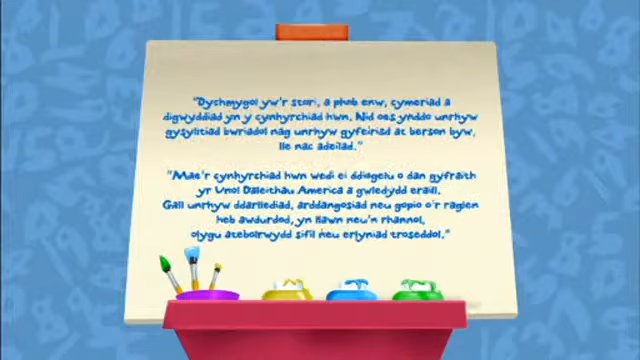 "Dychmygol yw'r stori, a phob enw, cymeriad a
digwyddiad yn y cynhyrchiad hwn. Nid oes ynddo unrhyw
gysylltiad bwriadol nag unrhyw gyfeiriad at berson byw,
lle nac adeilad."
"Mae'r cynhyrchiad hwn wedi ei ddiogelu o dan gyfraith
yr Unol Daleithau America a gwledydd eraill.
Gall unrhyw ddarllediad, arddangosiad neu gopio o'r raglen
heb awdurdod, yn llawn neu'n rhannol,
olygu atebolrwydd sifil neu erlyniad troseddol."